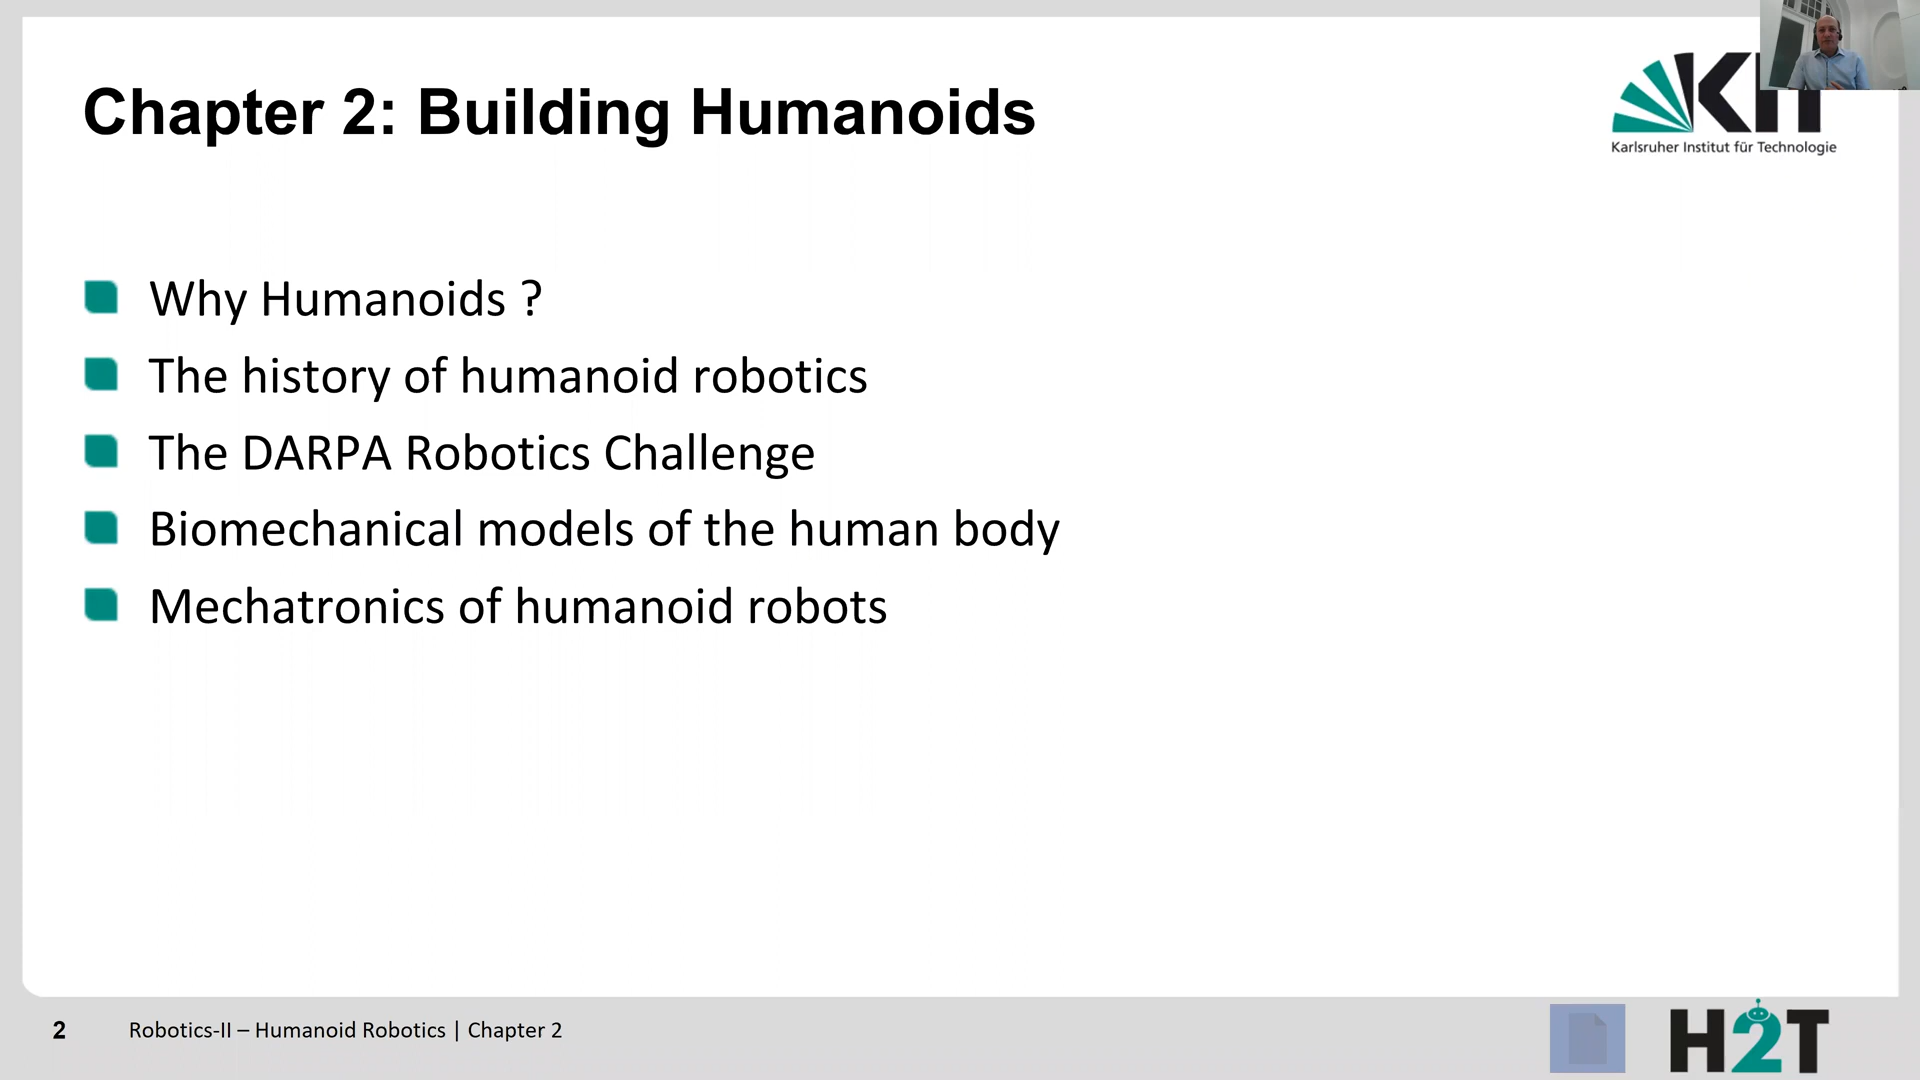 Chapter 2: Building Humanoids
Karlsruher Institut für Technologie
Why Humanoids ?
The history of humanoid robotics
The DARPA Robotics Challenge
Biomechanical models of the human body
Mechatronics of humanoid robots
2
Robotics-II – Humanoid Robotics | Chapter 2
H2T